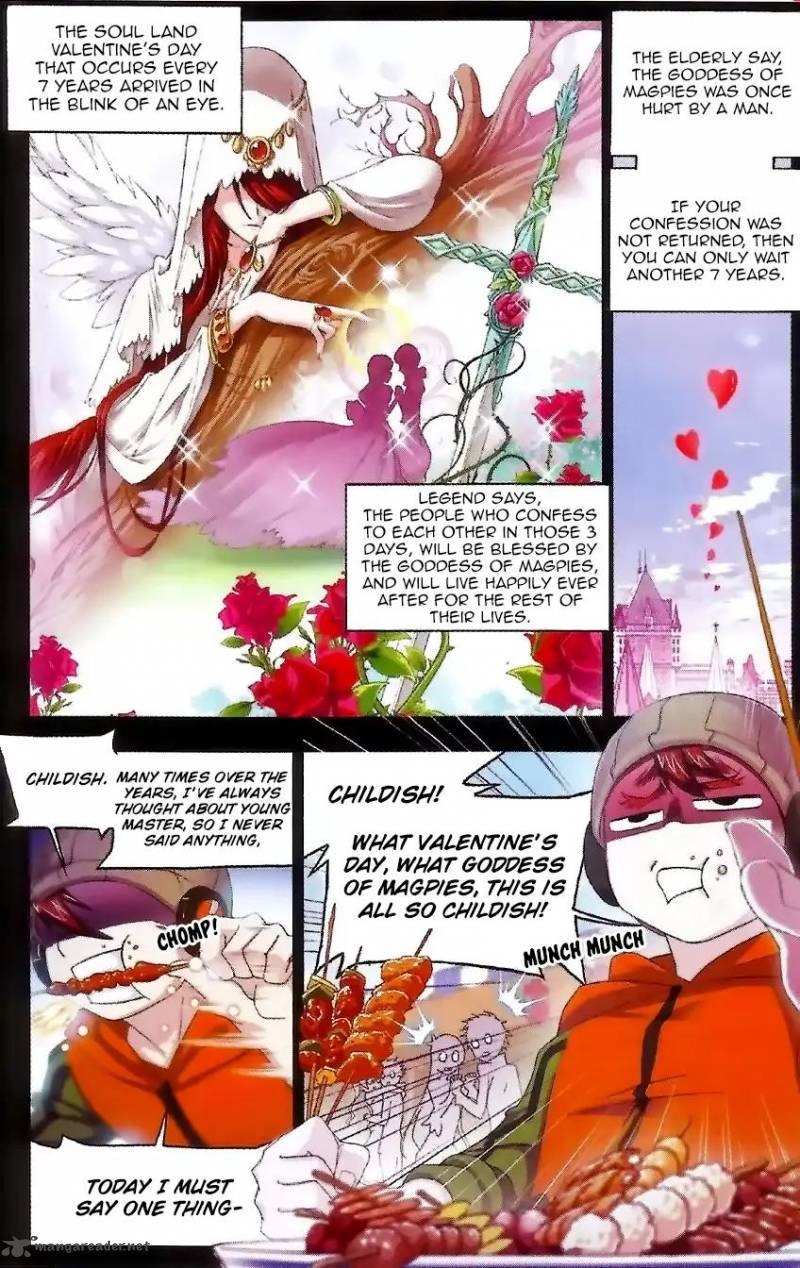 THE SOUL LAND
VALENTINE'S DAY
THAT OCCURS EVERY
7 YEARS ARRIVED IN
THE BLINK OF AN EYE.
LEGEND SAYS,
THE PEOPLE WHO CONFESS
TO EACH OTHER IN THOSE 3
DAYS, WILL BE BLESSED BY
THE GODDESS OF MAGPIES,
AND WILL LIVE HAPPILY EVER
AFTER FOR THE REST OF
THEIR LIVES.
THE ELDERLY SAY,
THE GODDESS OF
MAGPIES WAS ONCE
HURT BY A MAN.
IF YOUR
CONFESSION WAS
NOT RETURNED, THEN
YOU CAN ONLY WAIT
ANOTHER 7 YEARS.
CHILDISH.
MANY TIMES OVER THE
YEARS, I'VE ALWAYS
THOUGHT ABOUT YOUNG
MASTER, SO I NEVER
SAID ANYTHING,
CHOMP!
TODAY I MUST
SAY ONE THING-
CHILDISH!
WHAT VALENTINE'S
DAY, WHAT GODDESS
OF MAGPIES, THIS IS
ALL SO CHILDISH!
MUNCH MUNCH
mangareader.net